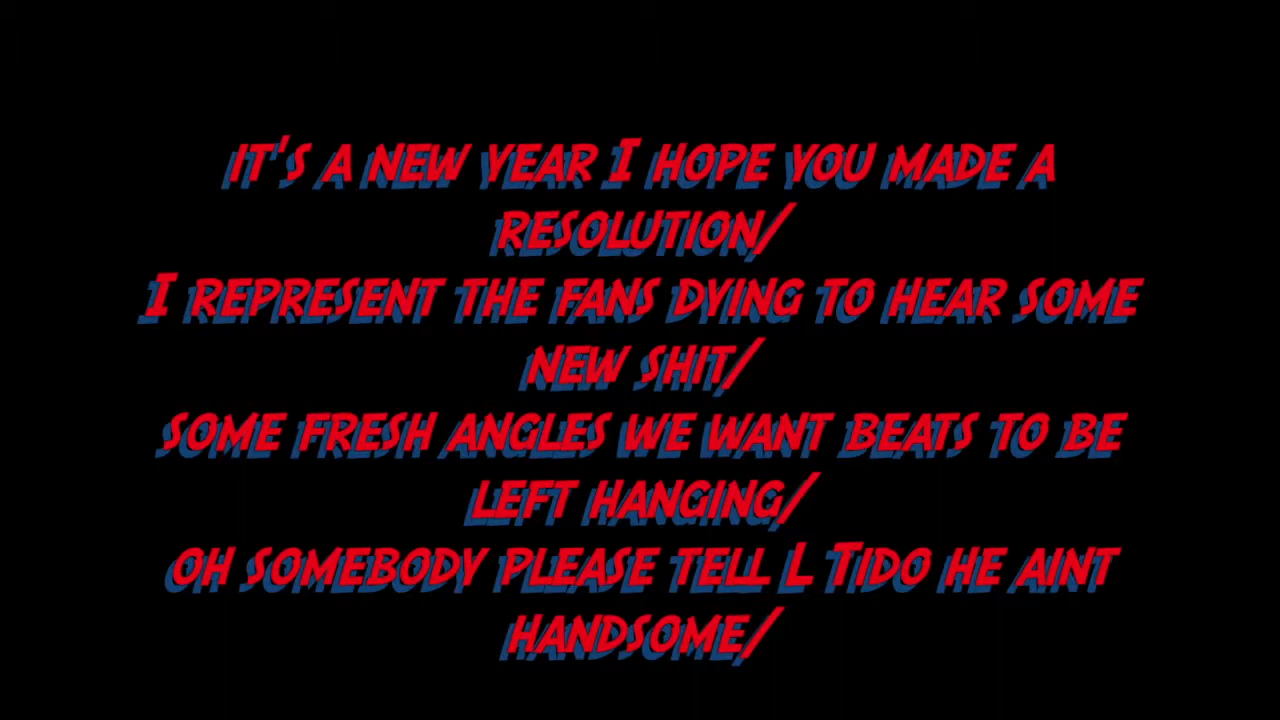 IT'S A NEW YEAR I HOPE YOU MADE A
RESOLUTION/
I REPRESENT THE FANS DYING TO HEAR SOME
NEW SHIT/
SOME FRESH ANGLES WE WANT BEATS TO BE
LEFT HANGING/
OH SOMEBODY PLEASE TELL L TIDO HE AINT
HANDSOME/